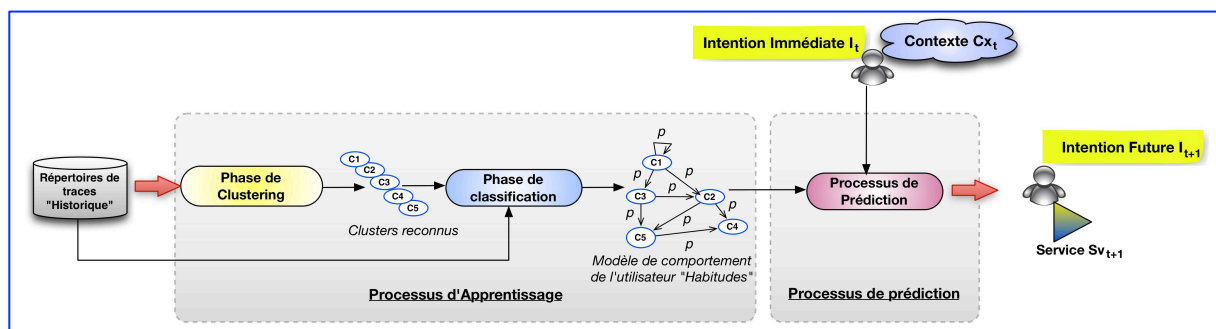 Intention Immédiate It
Contexte Cxt
Répertoires de
traces
"Historique"
Phase de
Clustering
C1
C2
C3
C4
C5
Clusters reconnus
Phase de
classification
p
C1
p
p
C3
p
C2
p
p
p
C4
C5
p
Modèle de comportement
de l'utilisateur "Habitudes"
Processus d'Apprentissage
Processus de
Prédiction
Processus de prédiction
Intention Future It+1
Service Svt+1